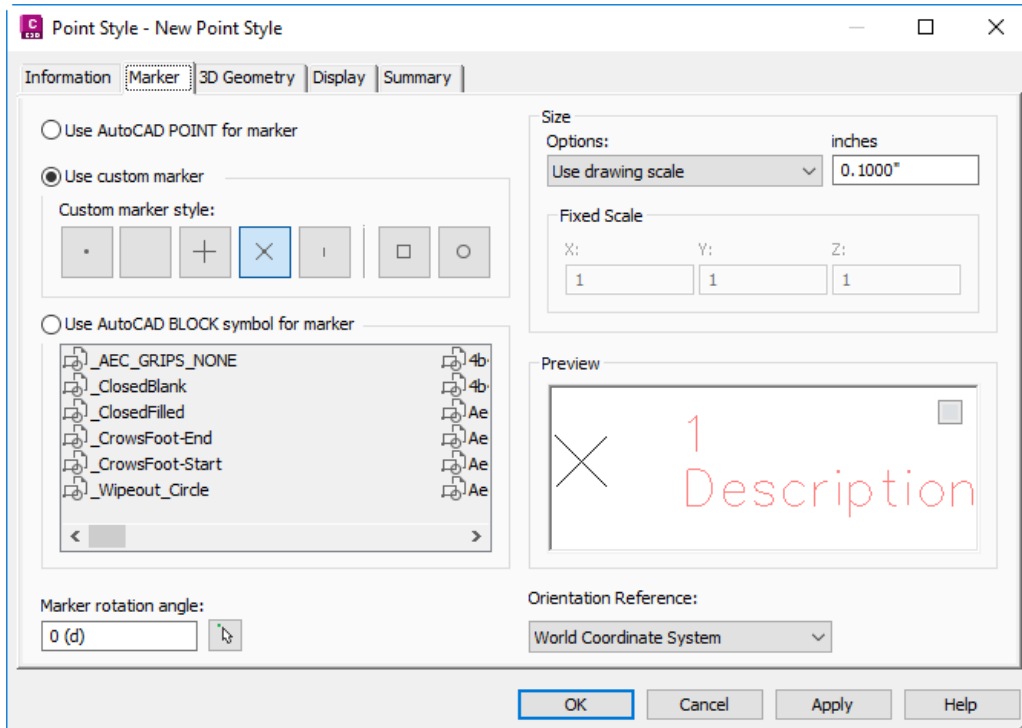 C
E3D
Point Style - New Point Style
Information
Marker
3D Geometry
Display
Summary
Use AutoCAD POINT for marker
Use custom marker
Custom marker style:
Use AutoCAD BLOCK symbol for marker
_AEC_GRIPS_NONE
4b
_ClosedBlank
4b
_ClosedFilled
Ae
_CrowsFoot-End
Ae
_CrowsFoot-Start
Ae
_Wipeout_Circle
Ae
Marker rotation angle:
0 (d)
Size
Options:
inches
Use drawing scale
0.1000"
Fixed Scale
X:
Y:
Z:
1
1
1
Preview
1
Description
Orientation Reference:
World Coordinate System
OK
Cancel
Apply
Help